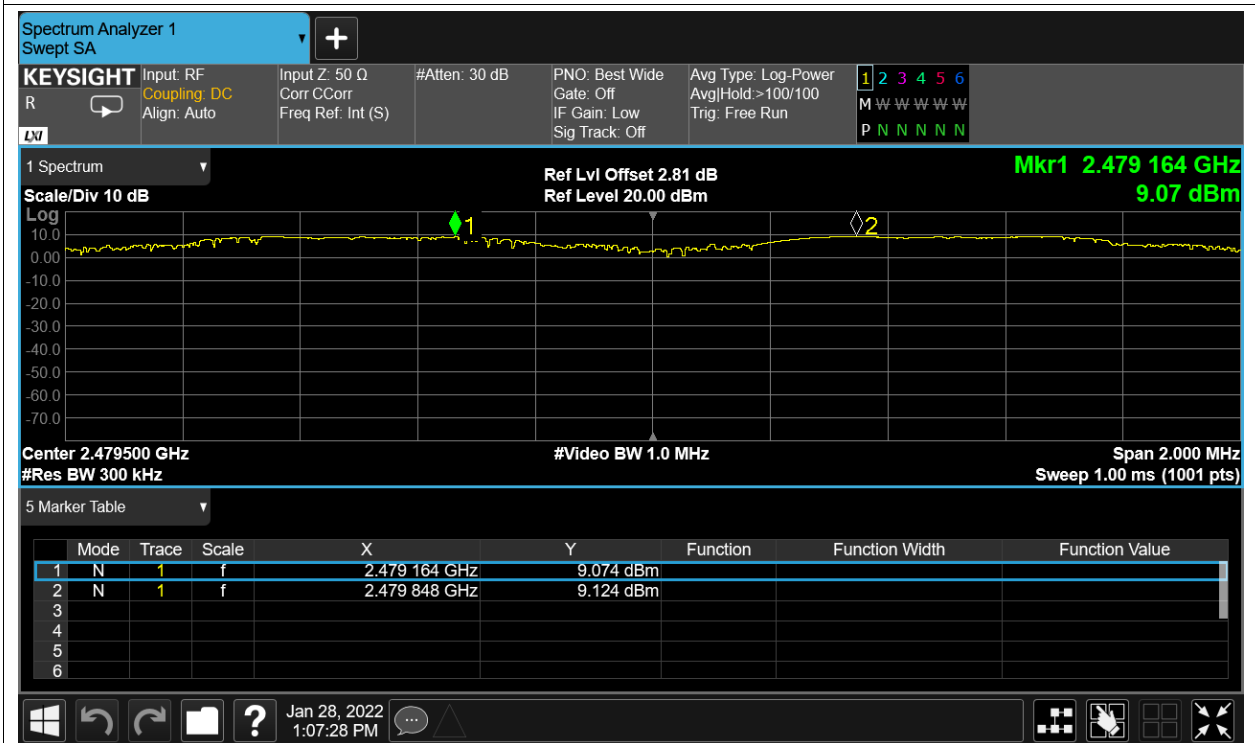 Spectrum Analyzer 1
Swept SA
+
KEYSIGHT Input: RF Input Z: 50 Ω #Atten: 30 dB PNO: Best Wide Avg Type: Log-Power 1 2 3 4 5 6
R Coupling: DC Corr CCorr Gate: Off Avg|Hold:>100/100 M W W W W W
Align: Auto Freq Ref: Int (S) IF Gain: Low Trig: Free Run
LXI Sig Track: Off P N N N N N
1 Spectrum Ref Lvl Offset 2.81 dB Mkr1 2.479 164 GHz
Scale/Div 10 dB Ref Level 20.00 dBm 9.07 dBm
Log
1 2
10.0
0.00
-10.0
-20.0
-30.0
-40.0
-50.0
-60.0
-70.0
Center 2.479500 GHz #Video BW 1.0 MHz Span 2.000 MHz
#Res BW 300 kHz Sweep 1.00 ms (1001 pts)
5 Marker Table
Mode Trace Scale X Y Function Function Width Function Value
1 N 1 f 2.479 164 GHz 9.074 dBm
2 N 1 f 2.479 848 GHz 9.124 dBm
3
4
5
6
? Jan 28, 2022
1:07:28 PM